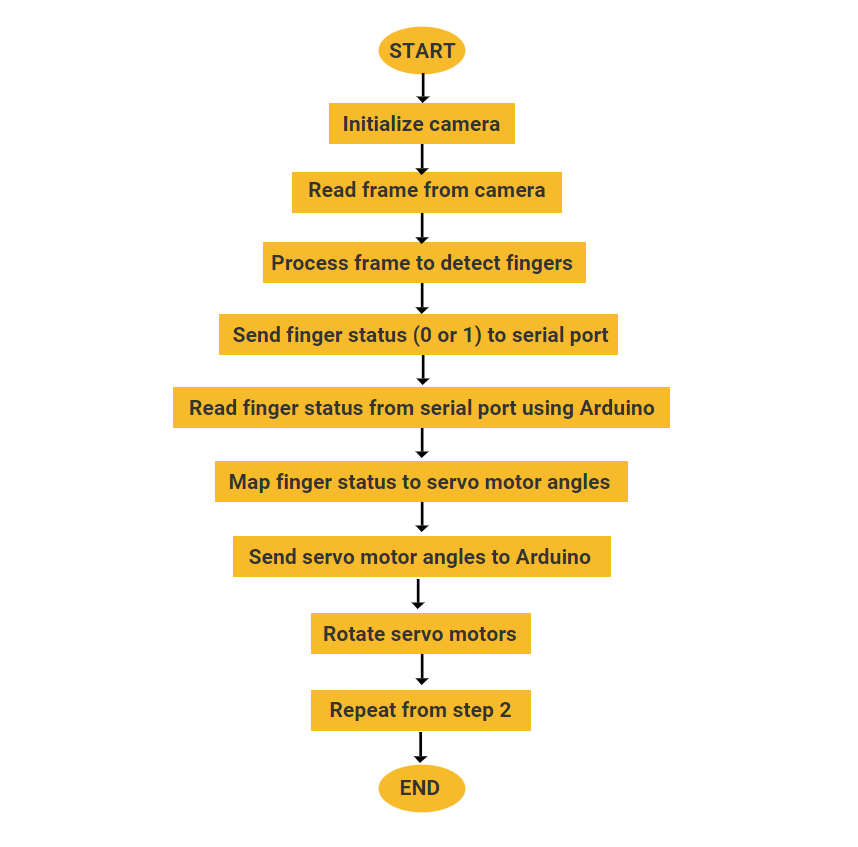 START
Initialize camera
Read frame from camera
Process frame to detect fingers
Send finger status (0 or 1) to serial port
Read finger status from serial port using Arduino
Map finger status to servo motor angles
Send servo motor angles to Arduino
Rotate servo motors
Repeat from step 2
END